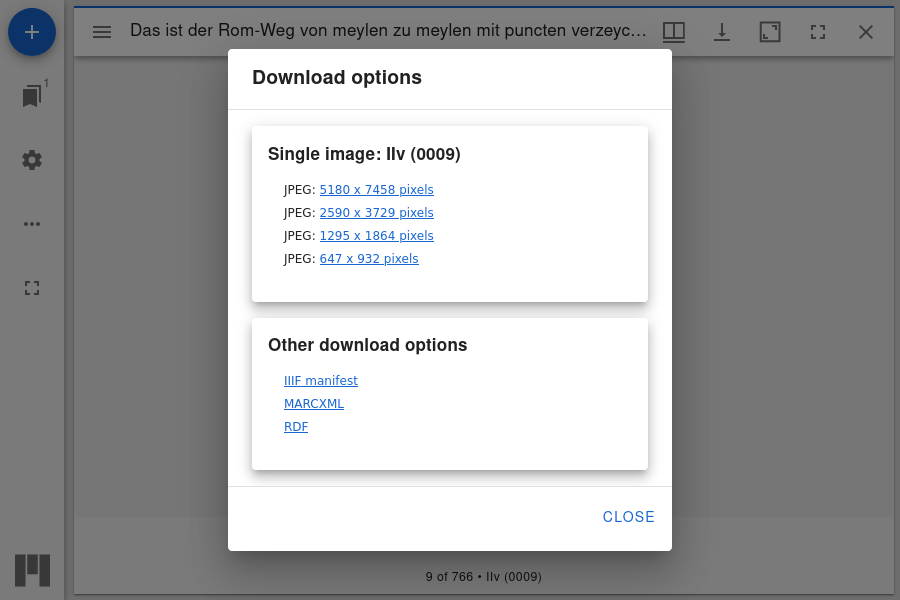 1
Das ist der Rom-Weg von meylen zu meylen mit puncten verzeyc...
Download options
Single image: IIv (0009)
JPEG: 5180 x 7458 pixels
JPEG: 2590 x 3729 pixels
JPEG: 1295 x 1864 pixels
JPEG: 647 x 932 pixels
Other download options
IIIF manifest
MARCXML
RDF
CLOSE
9 of 766 • IIv (0009)